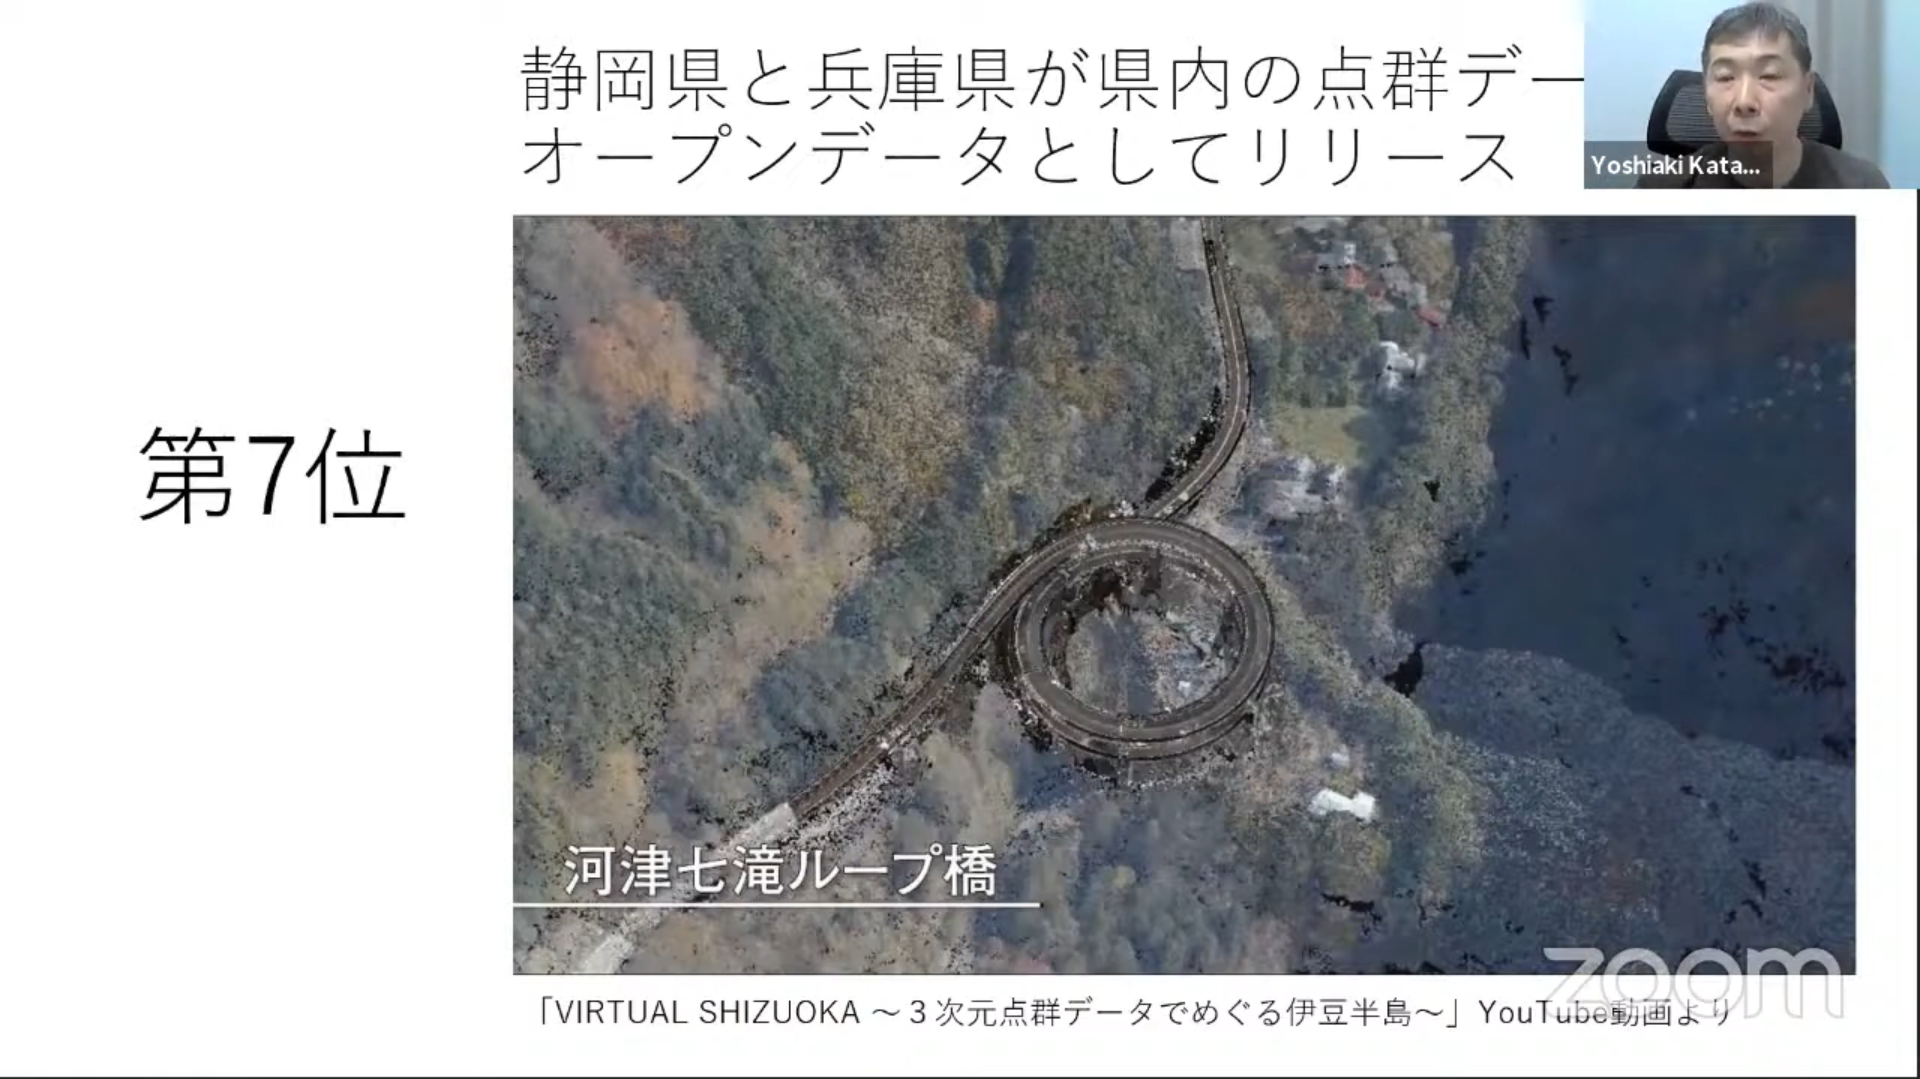 静岡県と兵庫県が県内の点群デー
オープンデータとしてリリース
Yoshiaki Kata...
第7位
河津七滝ループ橋
「VIRTUAL SHIZUOKA ～３次元点群データでめぐる伊豆半島～」YouTube動画より
zoom